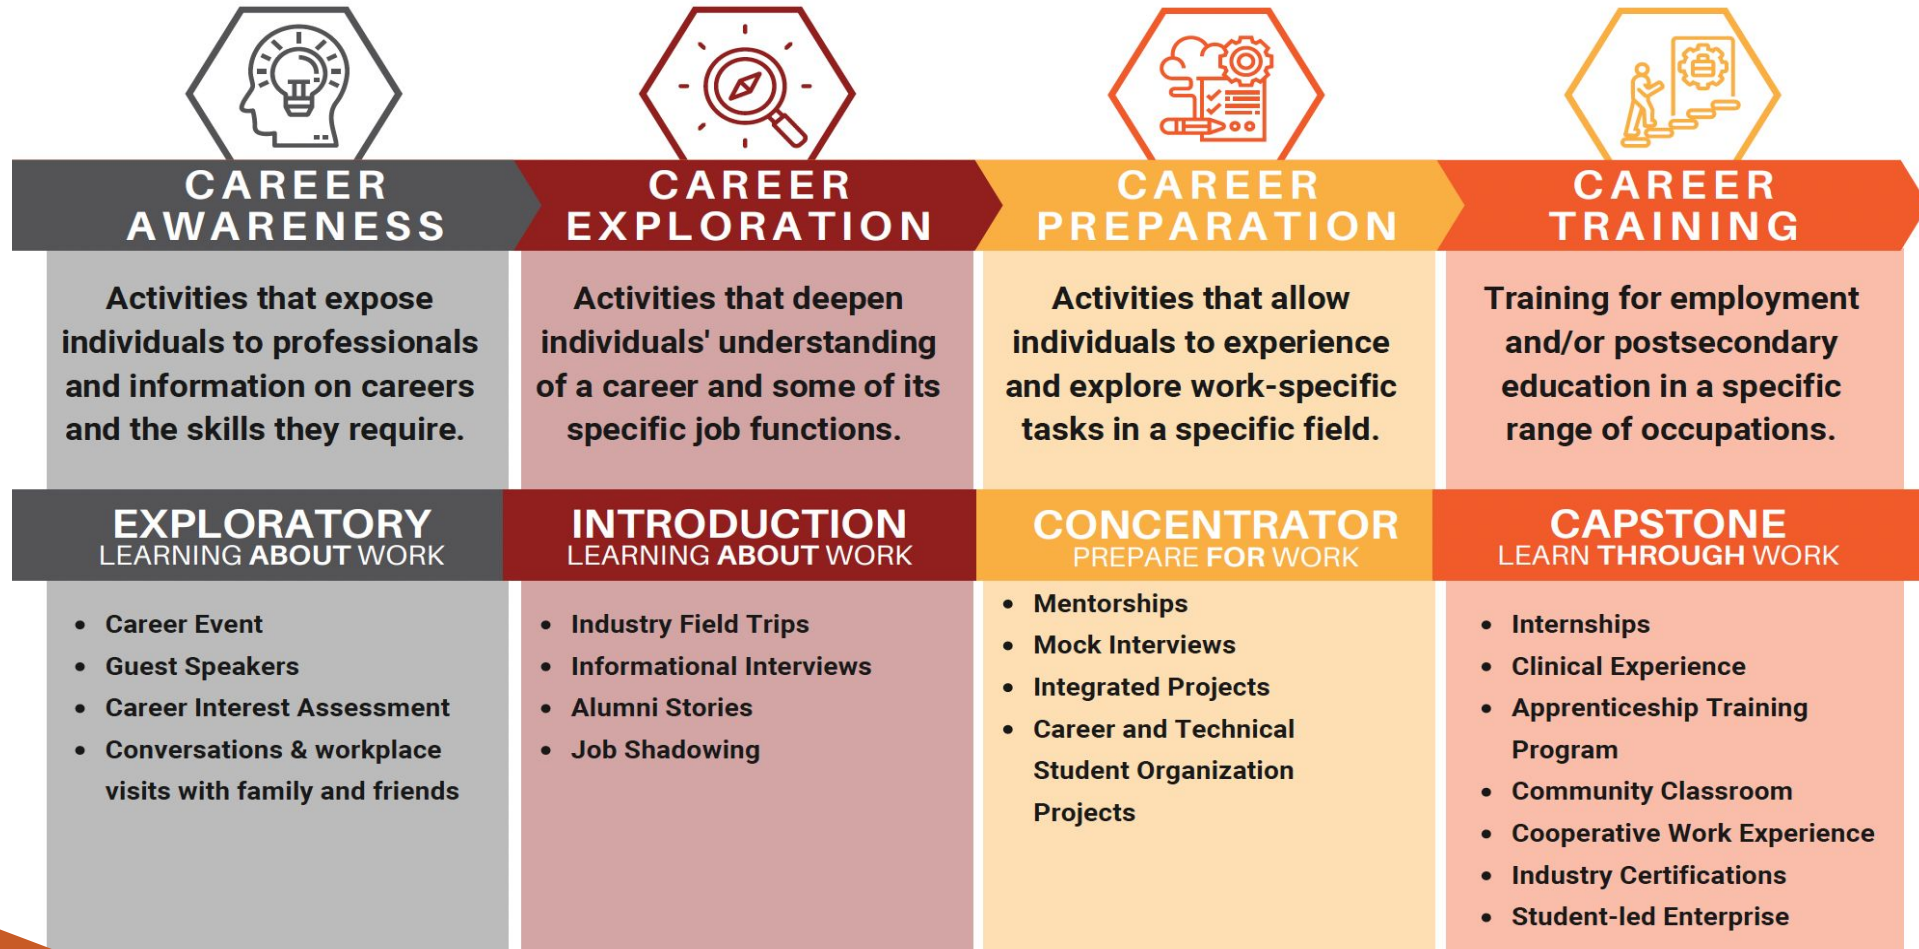 CAREER
AWARENESS
Activities that expose
individuals to professionals
and information on careers
and the skills they require.
EXPLORATORY
LEARNING ABOUT WORK
• Career Event
• Guest Speakers
• Career Interest Assessment
• Conversations & workplace
visits with family and friends
CAREER
EXPLORATION
Activities that deepen
individuals' understanding
of a career and some of its
specific job functions.
INTRODUCTION
LEARNING ABOUT WORK
• Industry Field Trips
• Informational Interviews
• Alumni Stories
• Job Shadowing
CAREER
PREPARATION
Activities that allow
individuals to experience
and explore work-specific
tasks in a specific field.
CONCENTRATOR
PREPARE FOR WORK
• Mentorships
• Mock Interviews
• Integrated Projects
• Career and Technical
Student Organization
Projects
CAREER
TRAINING
Training for employment
and/or postsecondary
education in a specific
range of occupations.
CAPSTONE
LEARN THROUGH WORK
• Internships
• Clinical Experience
• Apprenticeship Training
Program
• Community Classroom
• Cooperative Work Experience
• Industry Certifications
• Student-led Enterprise